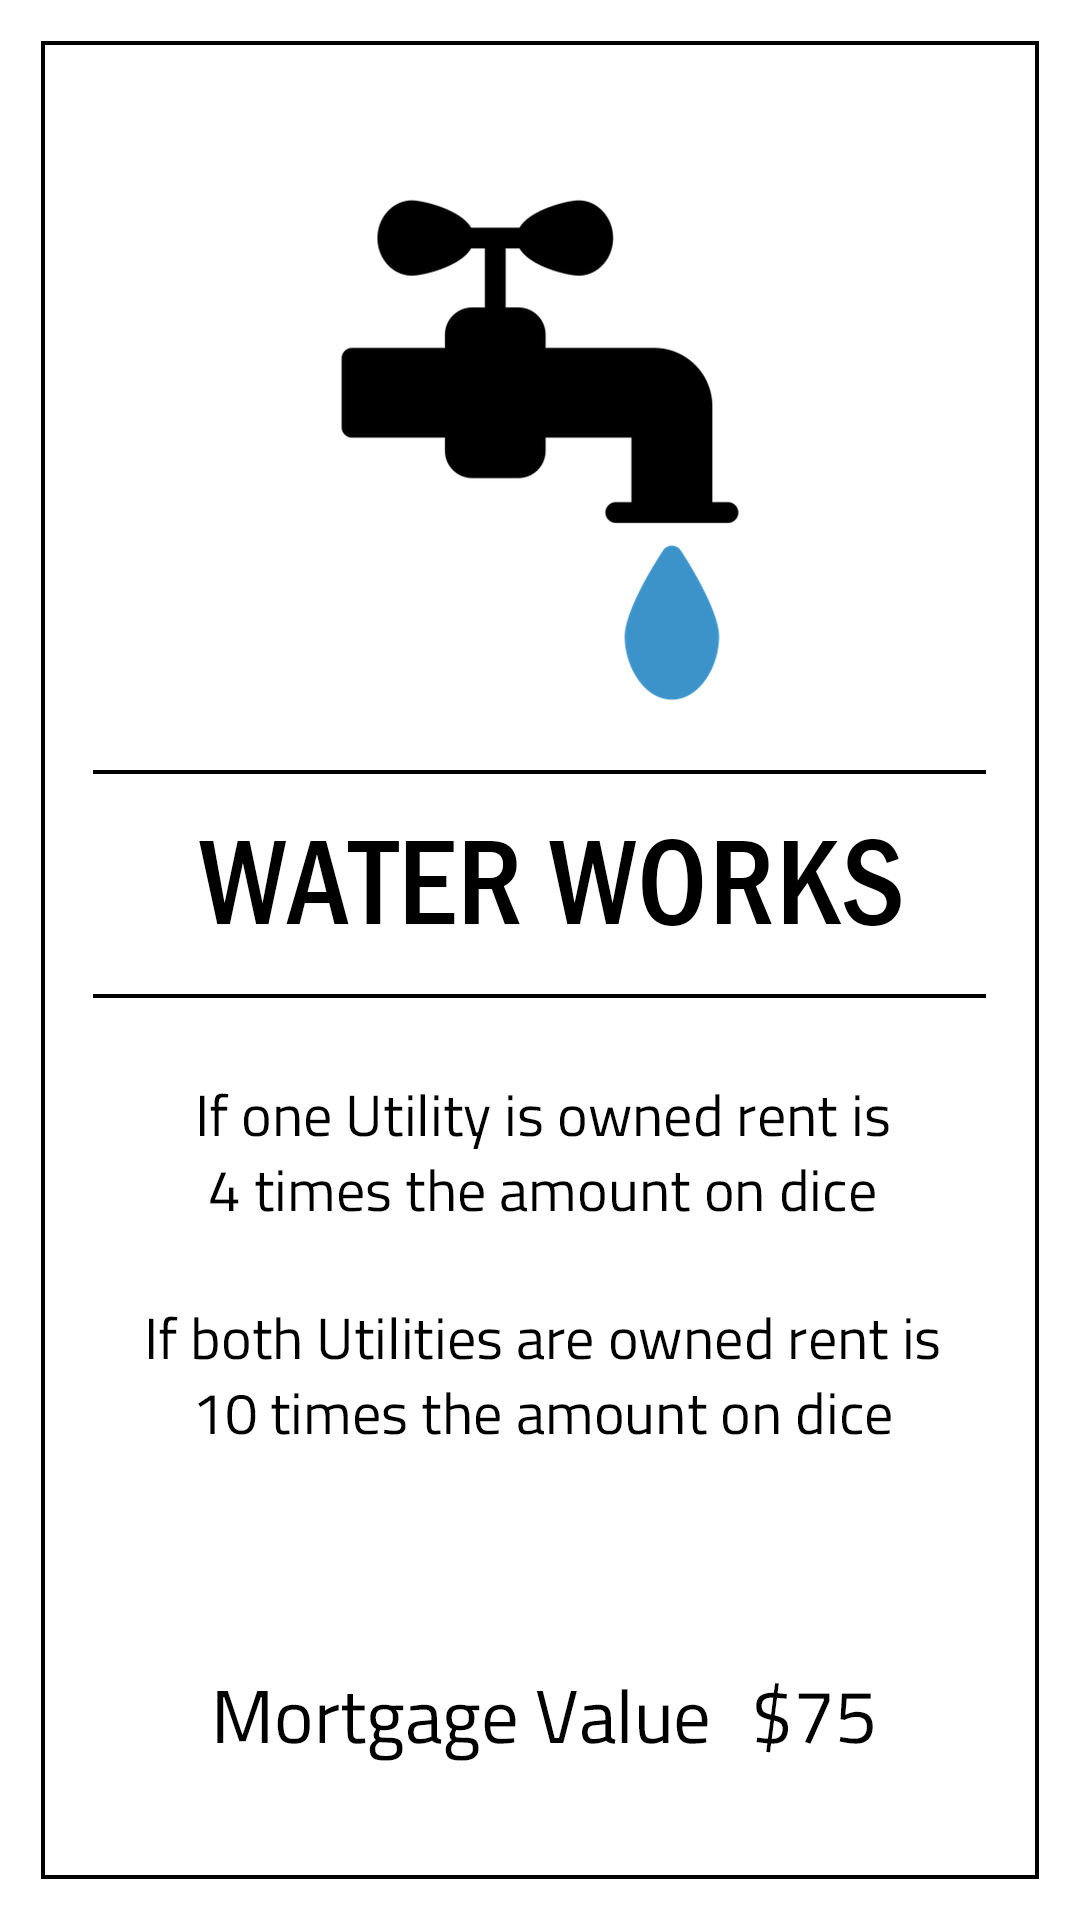 WATER WORKS
If one Utility is owned rent is
4 times the amount on dice
If both Utilities are owned rent is
10 times the amount on dice
Mortgage Value $75